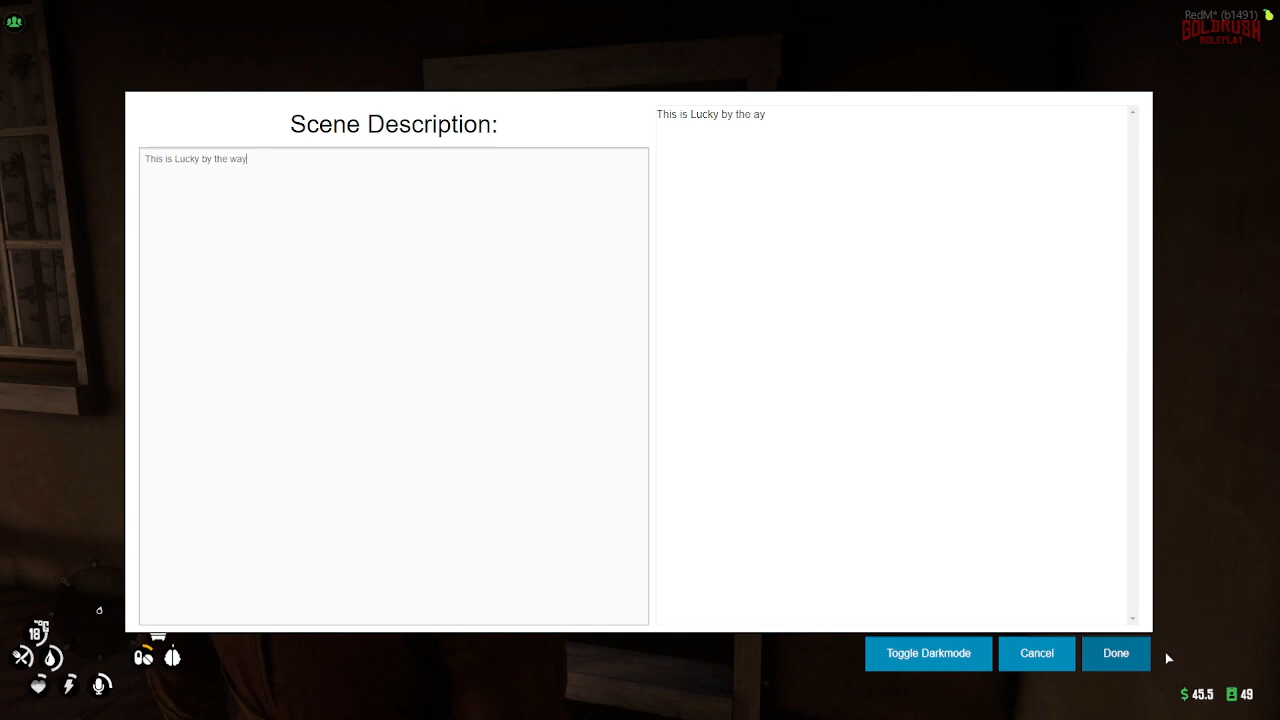 RedM* (b1491)
GOLDRUSH
ROLEPLAY
Scene Description:
This is Lucky by the way
This is Lucky by the ay
Toggle Darkmode
Cancel
Done
18 °C
$ 45.5
49